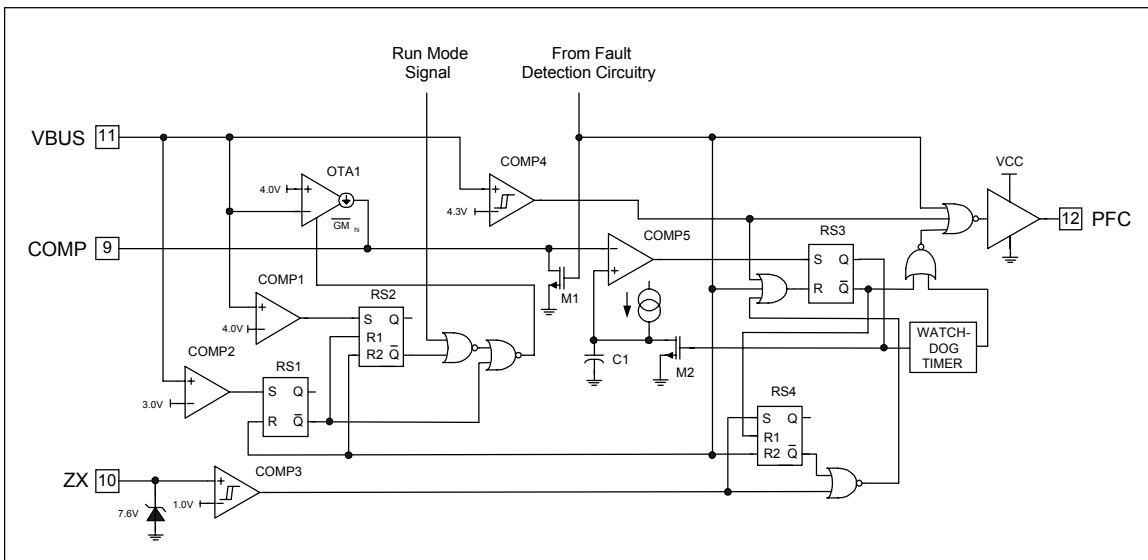 Run Mode
Signal
From Fault
Detection Circuitry
VBUS 11
VCC
OTA1
COMP4
4.0V
4.3V
12 PFC
GM hi
COMP 9
COMP5
RS3
S Q
R Q̅
M1
COMP1
RS2
4.0V
S Q
R1
R2 Q̅
WATCH-
DOG
TIMER
C1
M2
COMP2
RS1
S Q
R Q̅
3.0V
RS4
S Q
R1
R2 Q̅
ZX 10
COMP3
1.0V
7.6V